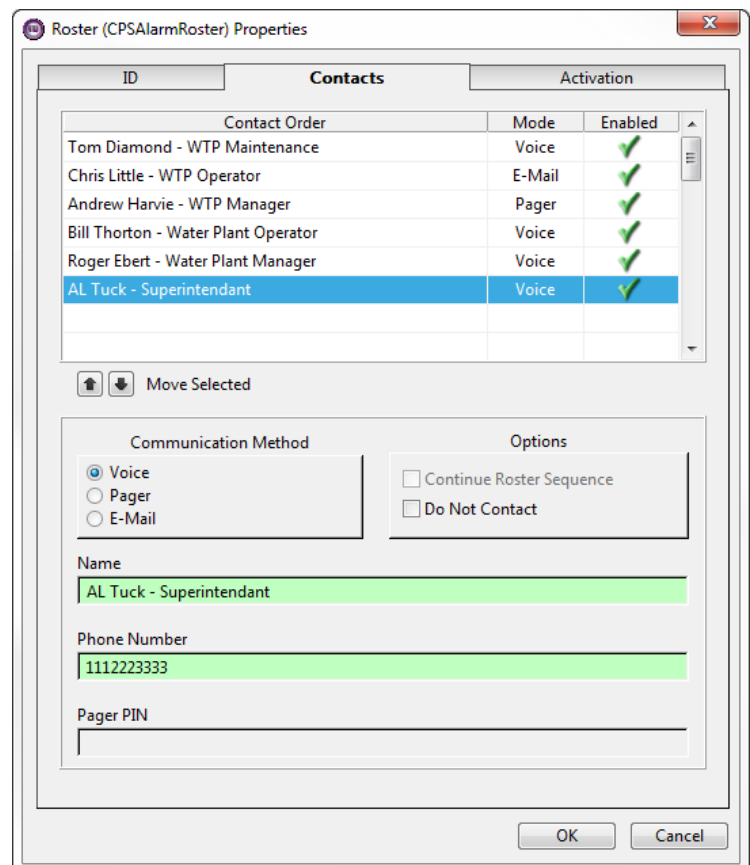 Roster (CPSAlarmRoster) Properties
ID Contacts Activation
Contact Order Mode Enabled
Tom Diamond - WTP Maintenance Voice
Chris Little - WTP Operator E-Mail
Andrew Harvie - WTP Manager Pager
Bill Thorton - Water Plant Operator Voice
Roger Ebert - Water Plant Manager Voice
AL Tuck - Superintendant Voice
Move Selected
Communication Method
Voice
Pager
E-Mail
Options
Continue Roster Sequence
Do Not Contact
Name
AL Tuck - Superintendant
Phone Number
1112223333
Pager PIN
OK Cancel